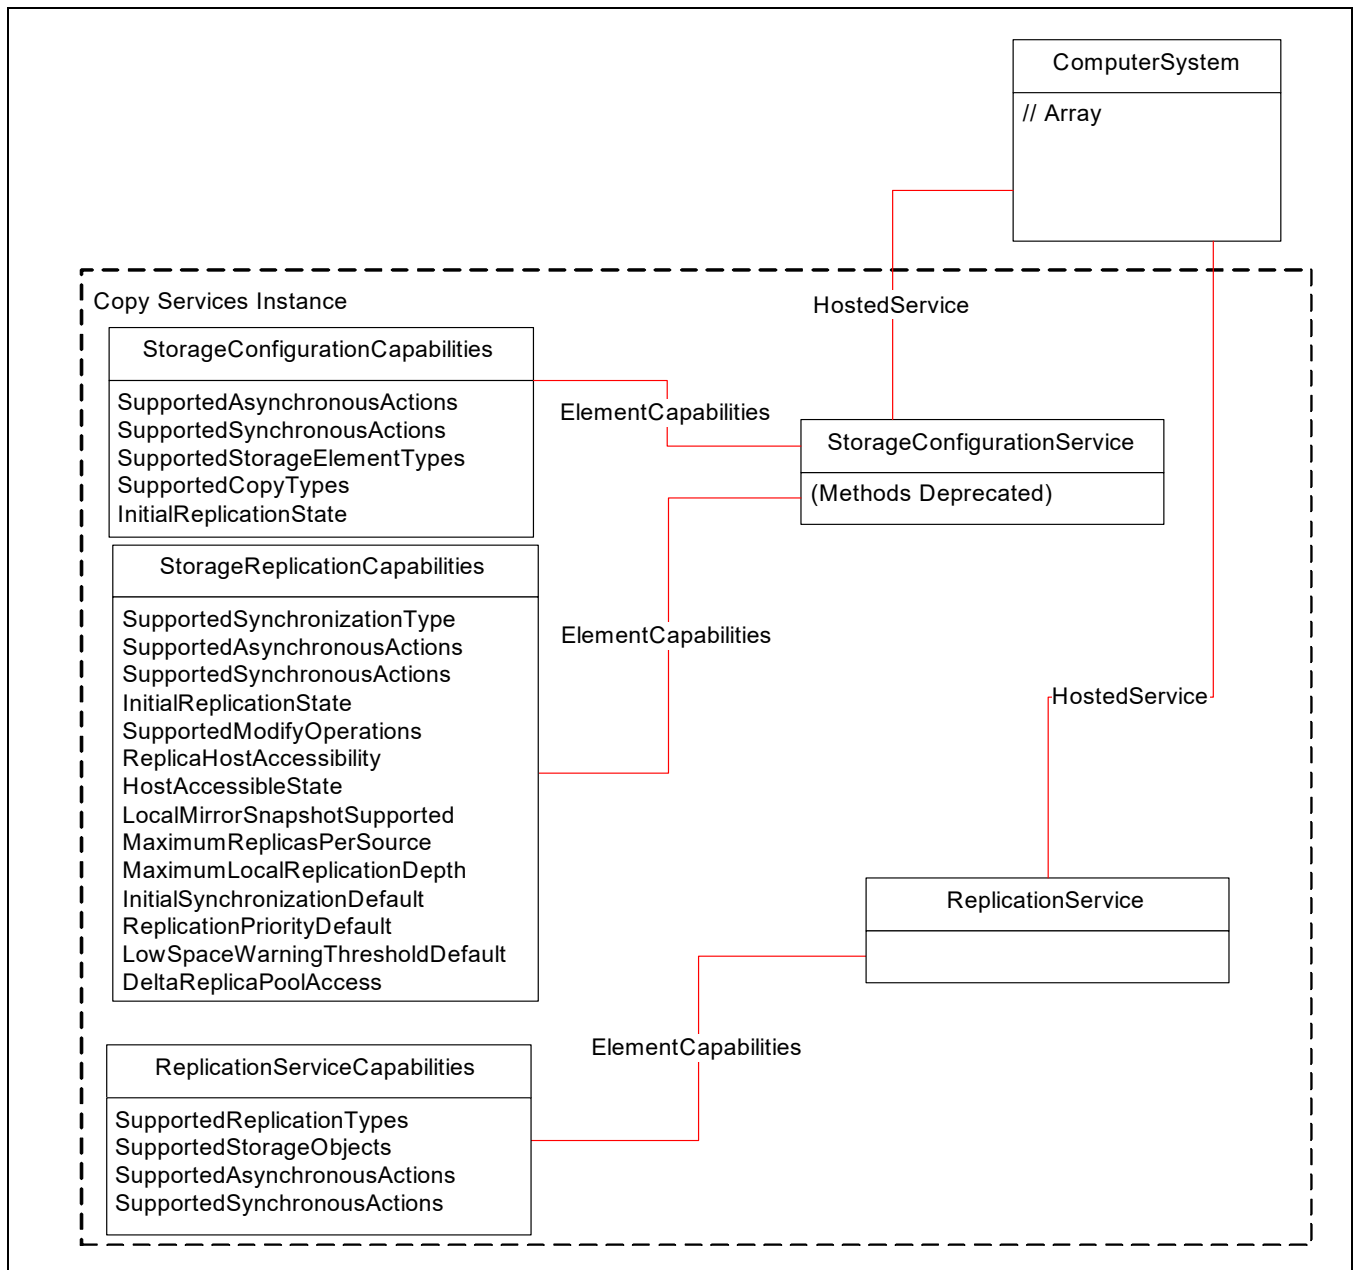 ComputerSystem
// Array
HostedService
Copy Services Instance
StorageConfigurationCapabilities
SupportedAsynchronousActions
SupportedSynchronousActions
SupportedStorageElementTypes
SupportedCopyTypes
InitialReplicationState
ElementCapabilities
StorageConfigurationService
(Methods Deprecated)
StorageReplicationCapabilities
SupportedSynchronizationType
SupportedAsynchronousActions
SupportedSynchronousActions
InitialReplicationState
SupportedModifyOperations
ReplicaHostAccessibility
HostAccessibleState
LocalMirrorSnapshotSupported
MaximumReplicasPerSource
MaximumLocalReplicationDepth
InitialSynchronizationDefault
ReplicationPriorityDefault
LowSpaceWarningThresholdDefault
DeltaReplicaPoolAccess
ElementCapabilities
HostedService
ReplicationService
ElementCapabilities
ReplicationServiceCapabilities
SupportedReplicationTypes
SupportedStorageObjects
SupportedAsynchronousActions
SupportedSynchronousActions